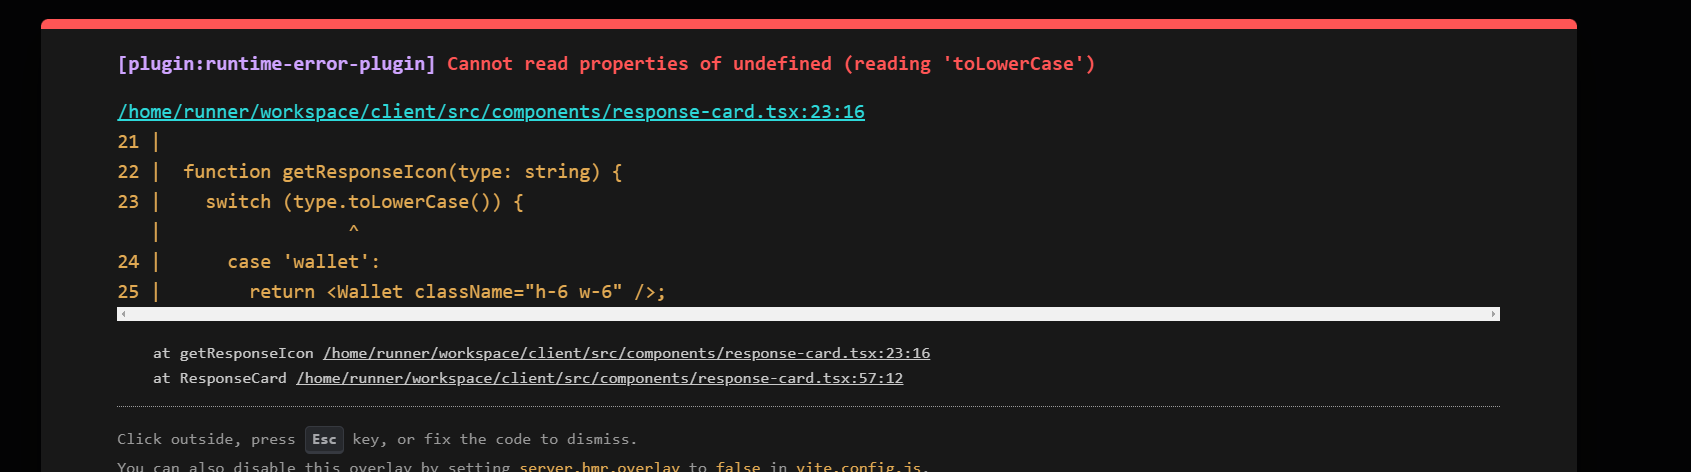 [plugin:runtime-error-plugin] Cannot read properties of undefined (reading 'toLowerCase')
/home/runner/workspace/client/src/components/response-card.tsx:23:16
21 |
22 |  function getResponseIcon(type: string) {
23 |    switch (type.toLowerCase()) {
   |                 ^
24 |      case 'wallet':
25 |        return <Wallet className="h-6 w-6" />;
at getResponseIcon /home/runner/workspace/client/src/components/response-card.tsx:23:16
at ResponseCard /home/runner/workspace/client/src/components/response-card.tsx:57:12
Click outside, press Esc key, or fix the code to dismiss.
You can also disable this overlay by setting server.hmr.overlay to false in vite.config.js.